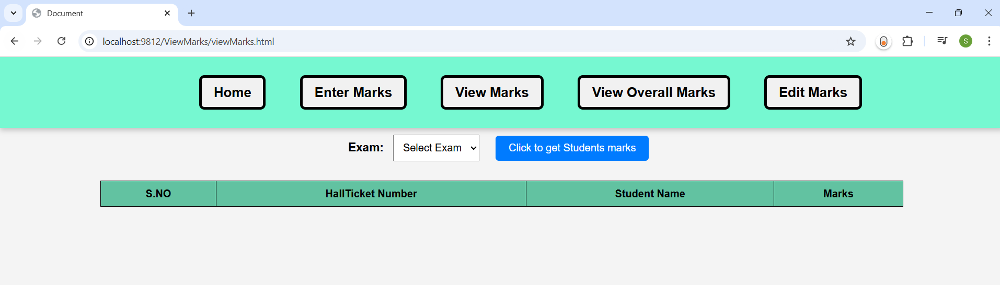 Document
localhost:9812/ViewMarks/viewMarks.html
S
Home Enter Marks View Marks View Overall Marks Edit Marks
Exam: Select Exam Click to get Students marks
S.NO HallTicket Number Student Name Marks